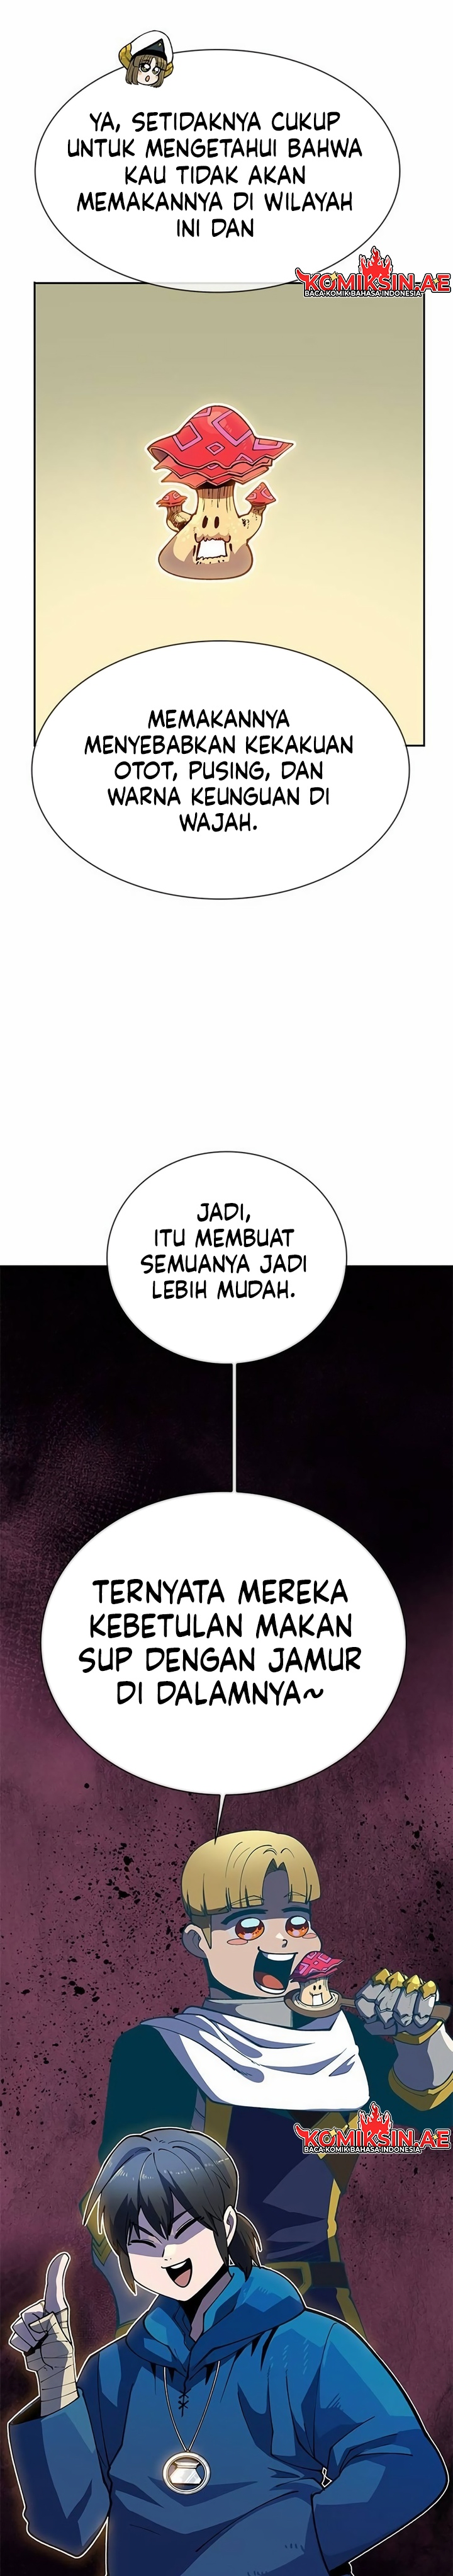 YA, SETIDAKNYA CUKUP
UNTUK MENGETAHUI BAHWA
KAU TIDAK AKAN
MEMAKANNYA DI WILAYAH
INI DAN
KOMIKSIN.AE
BACA KOMIK BAHASA INDONESIA
MEMAKANNYA
MENYEBABKAN KEKAKUAN
OTOT, PUSING, DAN
WARNA KEUNGUAN DI
WAJAH.
JADI,
ITU MEMBUAT
SEMUANYA JADI
LEBIH MUDAH.
TERNYATA MEREKA
KEBETULAN MAKAN
SUP DENGAN JAMUR
DI DALAMNYA~
KOMIKSIN.AE
BACA KOMIK BAHASA INDONESIA